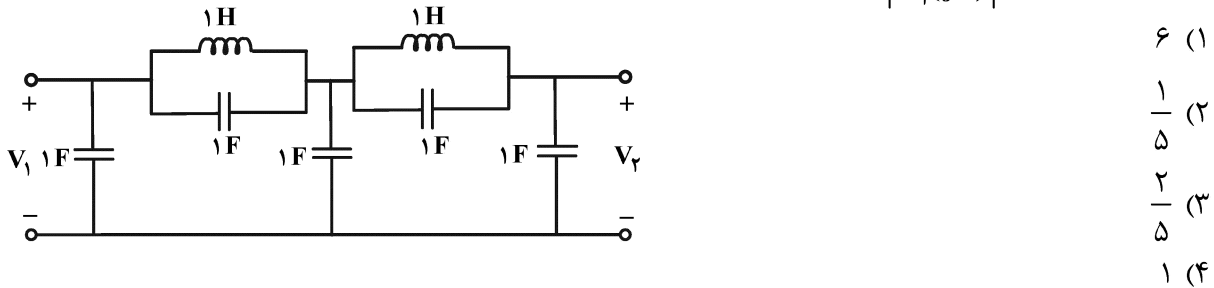 ۱H ۱H
۱F ۱F
V۱ ۱F ۱F ۱F V۲
+ +
− −
۱) ۶
۲) ۱/۵
۳) ۲/۵
۴) ۱